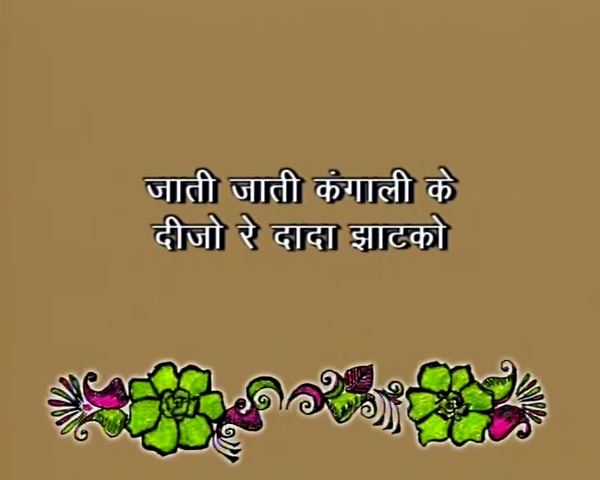 जाती जाती कंगाली के
दीजो रे दादा झाटको